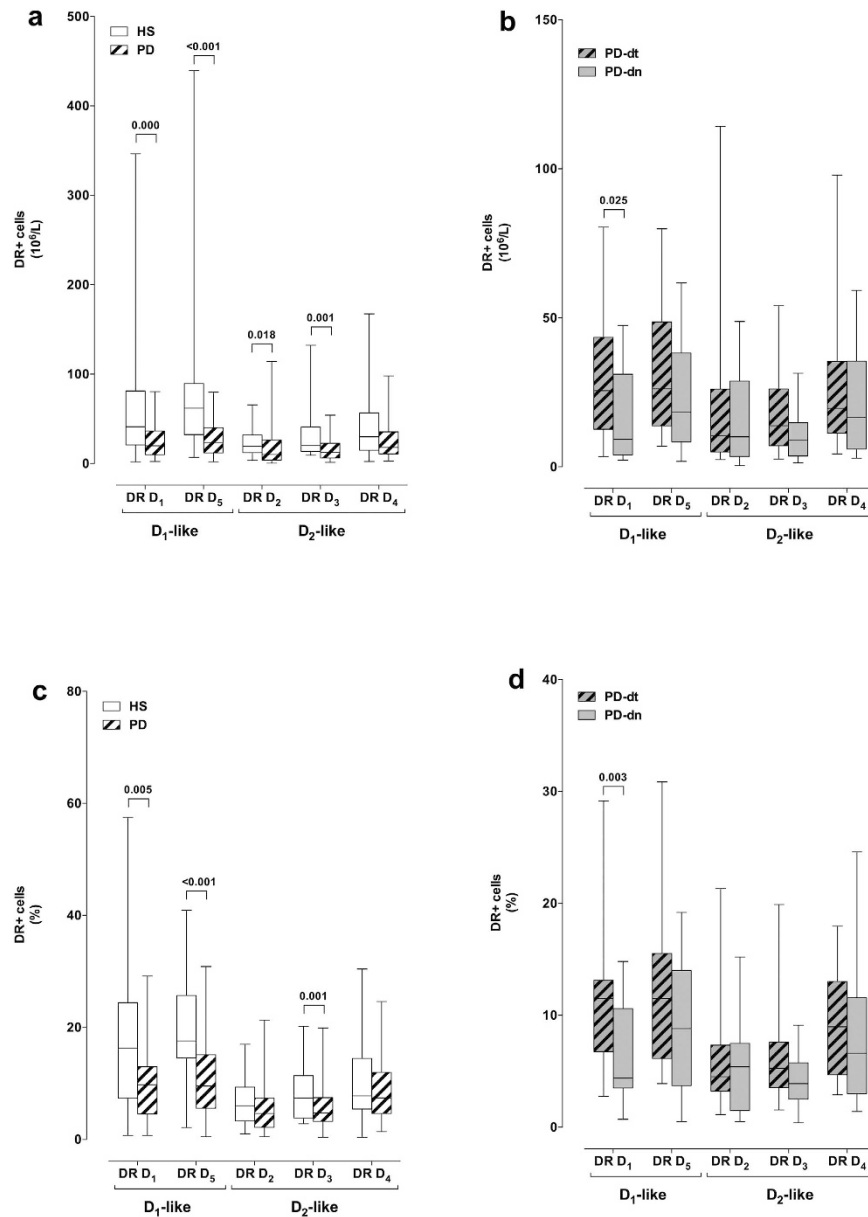 a
HS
PD
DR+ cells
(10⁶/L)
500
400
300
200
100
0
0.000
<0.001
0.018
0.001
DR D₁ DR D₅ DR D₂ DR D₃ DR D₄
D₁-like D₂-like
b
PD-dt
PD-dn
DR+ cells
(10⁶/L)
150
100
50
0
0.025
DR D₁ DR D₅ DR D₂ DR D₃ DR D₄
D₁-like D₂-like
c
HS
PD
DR+ cells
(%)
80
60
40
20
0
0.005
<0.001
0.001
DR D₁ DR D₅ DR D₂ DR D₃ DR D₄
D₁-like D₂-like
d
PD-dt
PD-dn
DR+ cells
(%)
40
30
20
10
0
0.003
DR D₁ DR D₅ DR D₂ DR D₃ DR D₄
D₁-like D₂-like